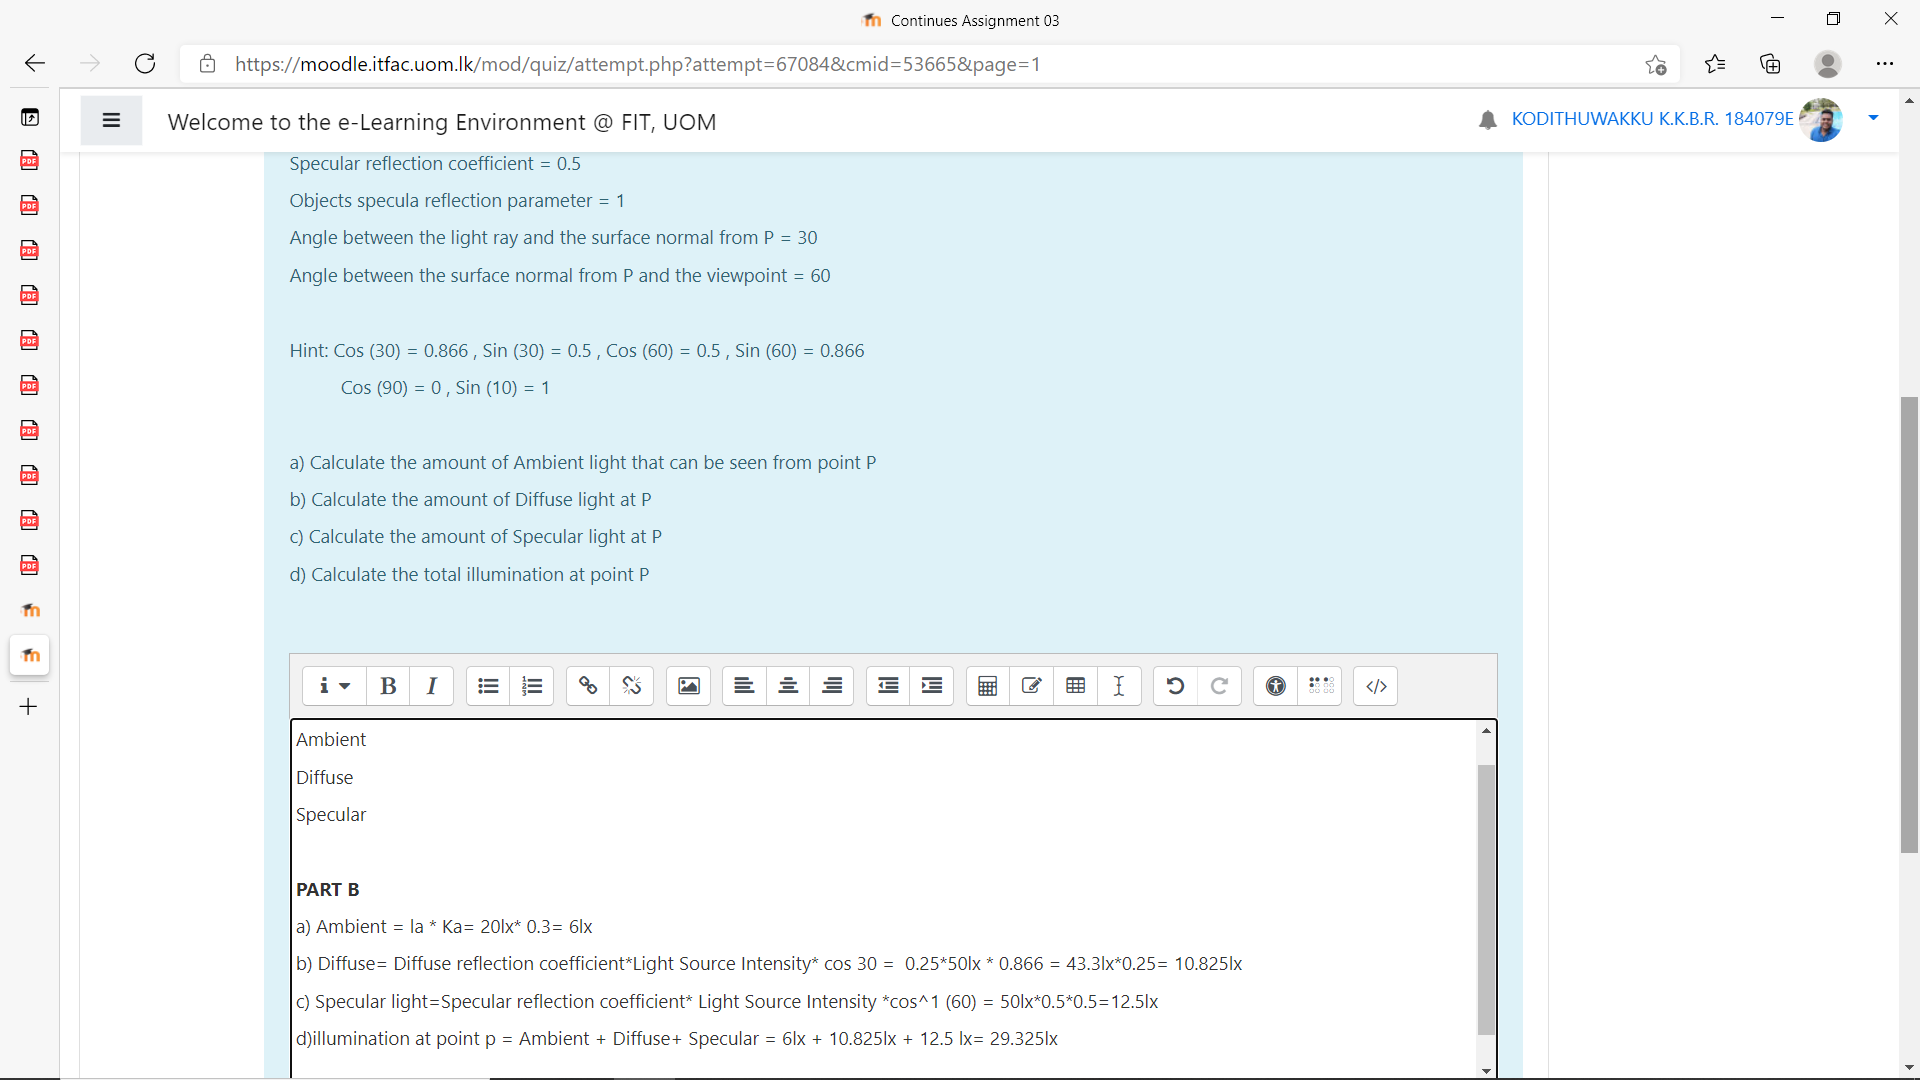 Continues Assignment 03
https://moodle.itfac.uom.lk/mod/quiz/attempt.php?attempt=67084&cmid=53665&page=1
Welcome to the e-Learning Environment @ FIT, UOM
KODITHUWAKKU K.K.B.R. 184079E
Specular reflection coefficient = 0.5
Objects specula reflection parameter = 1
Angle between the light ray and the surface normal from P = 30
Angle between the surface normal from P and the viewpoint = 60
Hint: Cos (30) = 0.866 , Sin (30) = 0.5 , Cos (60) = 0.5 , Sin (60) = 0.866
Cos (90) = 0 , Sin (10) = 1
a) Calculate the amount of Ambient light that can be seen from point P
b) Calculate the amount of Diffuse light at P
c) Calculate the amount of Specular light at P
d) Calculate the total illumination at point P
i B I </>
Ambient
Diffuse
Specular
PART B
a) Ambient = la * Ka= 20lx* 0.3= 6lx
b) Diffuse= Diffuse reflection coefficient*Light Source Intensity* cos 30 =  0.25*50lx * 0.866 = 43.3lx*0.25= 10.825lx
c) Specular light=Specular reflection coefficient* Light Source Intensity *cos^1 (60) = 50lx*0.5*0.5=12.5lx
d)illumination at point p = Ambient + Diffuse+ Specular = 6lx + 10.825lx + 12.5 lx= 29.325lx